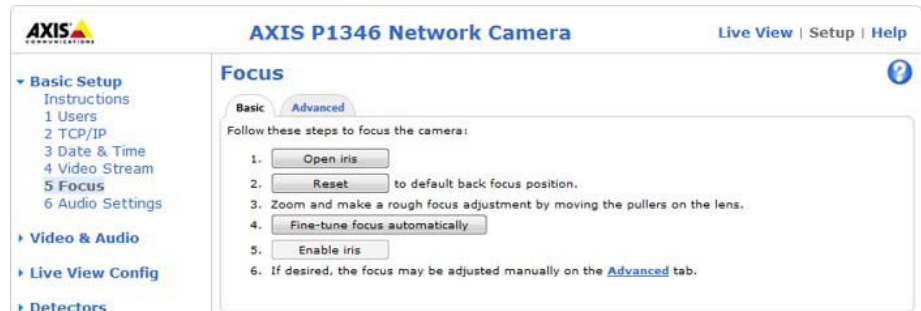 AXIS
COMMUNICATIONS
AXIS P1346 Network Camera
Live View | Setup | Help
Basic Setup
Instructions
1 Users
2 TCP/IP
3 Date & Time
4 Video Stream
5 Focus
6 Audio Settings
Video & Audio
Live View Config
Detectors
Focus
?
Basic
Advanced
Follow these steps to focus the camera:
1. Open iris
2. Reset to default back focus position.
3. Zoom and make a rough focus adjustment by moving the pullers on the lens.
4. Fine-tune focus automatically
5. Enable iris
6. If desired, the focus may be adjusted manually on the Advanced tab.